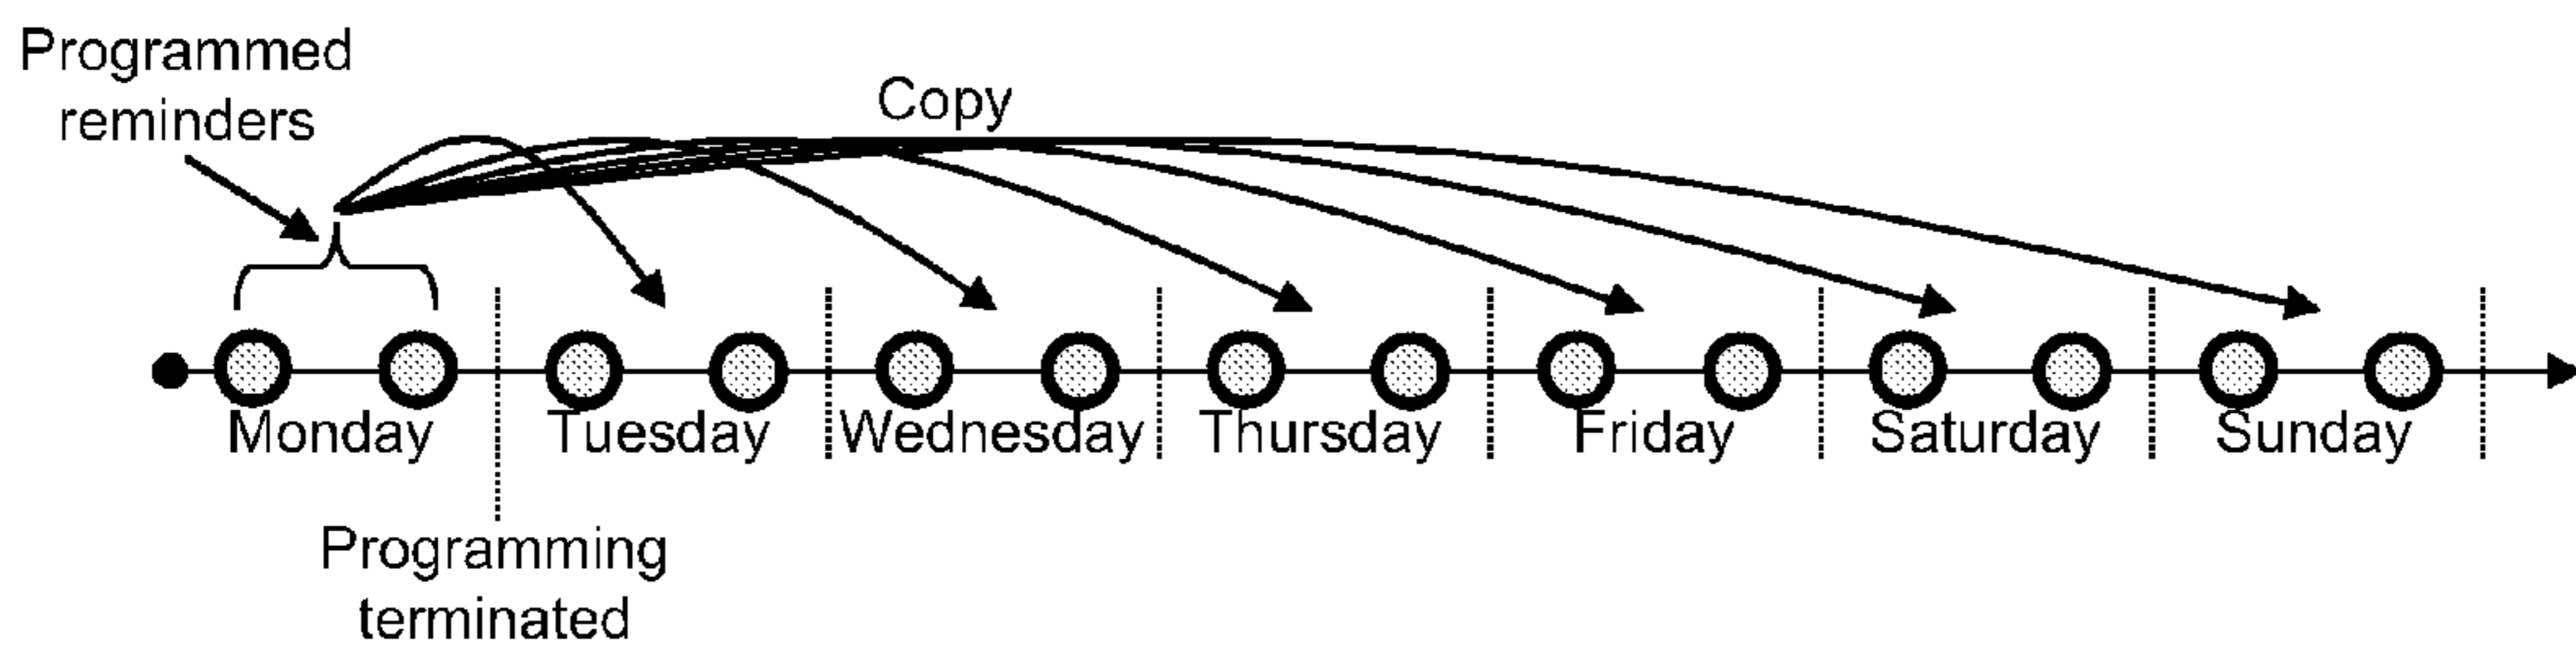 Programmed
reminders
Copy
Monday Tuesday Wednesday Thursday Friday Saturday Sunday
Programming
terminated